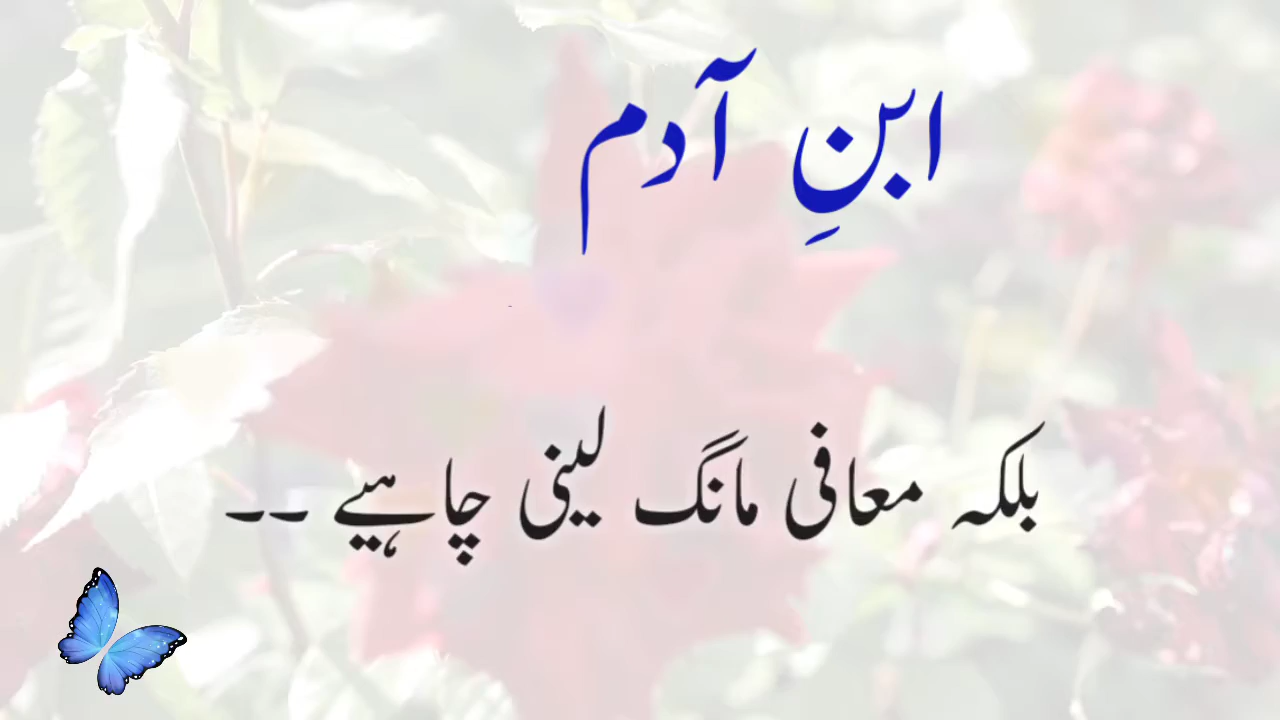 ابنِ آدم
بلکہ معافی مانگ لینی چاہیے ۔۔